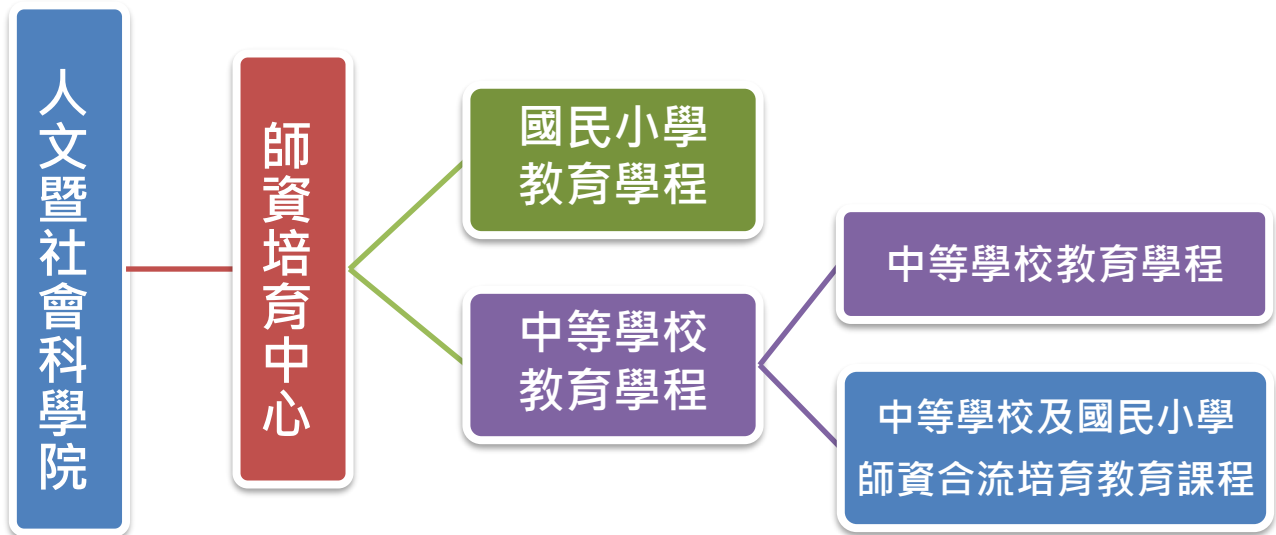 人文暨社會科學院
師資培育中心
國民小學
教育學程
中等學校
教育學程
中等學校教育學程
中等學校及國民小學
師資合流培育教育課程